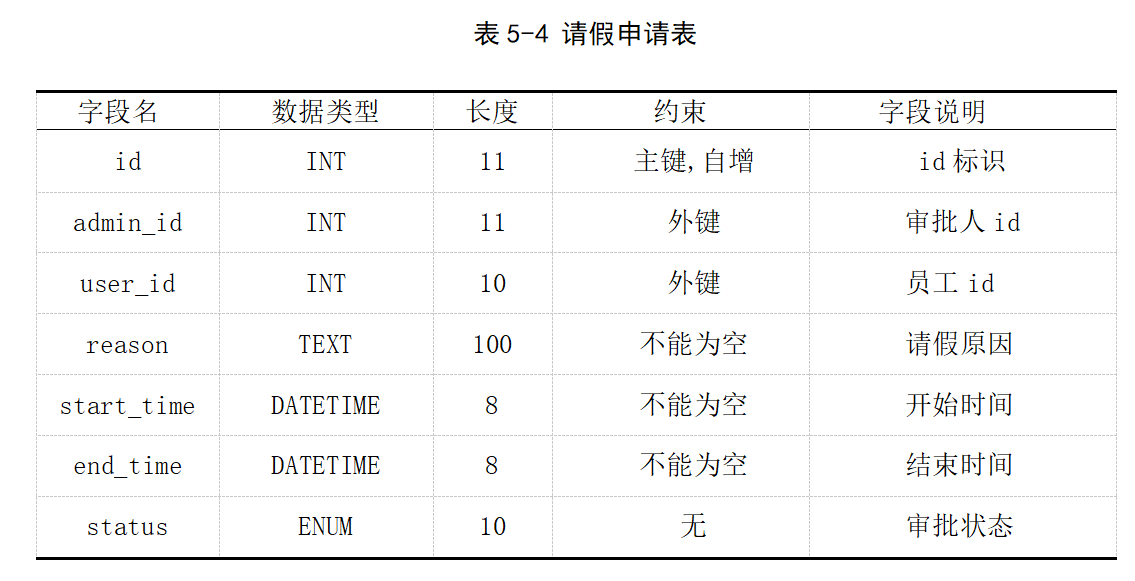 表 5-4 请假申请表
字段名 数据类型 长度 约束 字段说明
id INT 11 主键,自增 id 标识
admin_id INT 11 外键 审批人 id
user_id INT 10 外键 员工 id
reason TEXT 100 不能为空 请假原因
start_time DATETIME 8 不能为空 开始时间
end_time DATETIME 8 不能为空 结束时间
status ENUM 10 无 审批状态